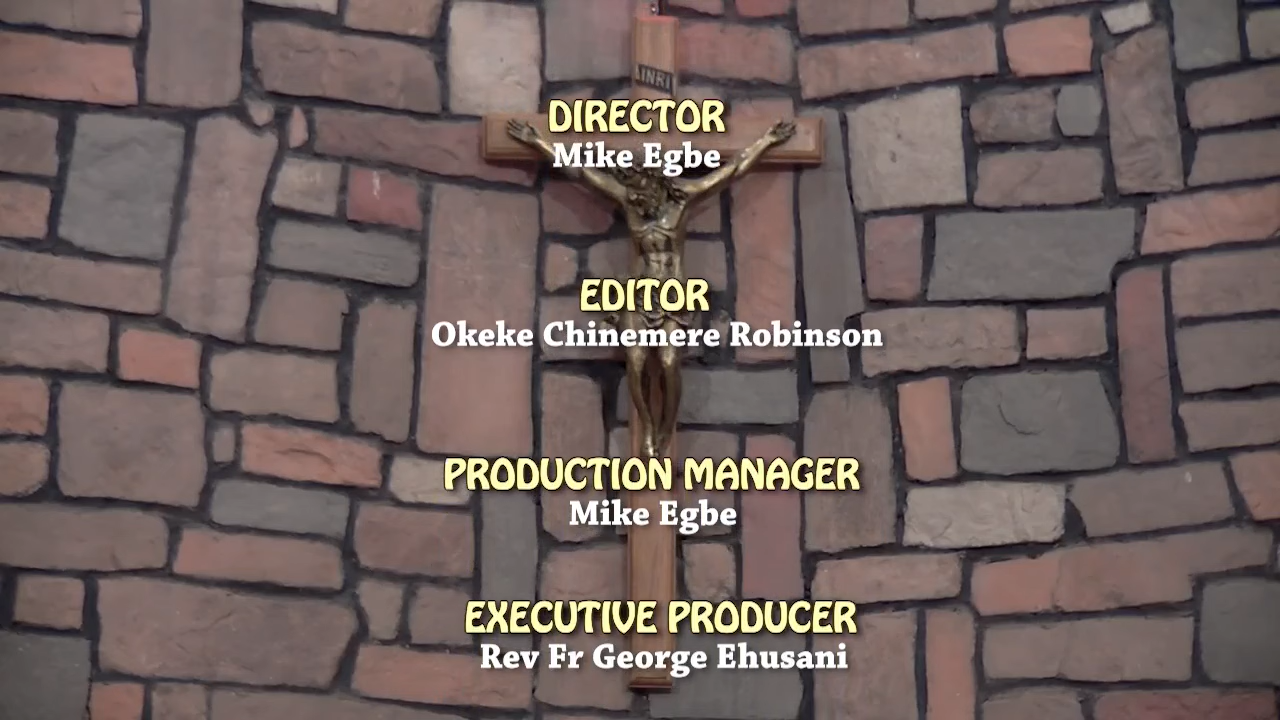 INRI
DIRECTOR
Mike Egbe
EDITOR
Okeke Chinemere Robinson
PRODUCTION MANAGER
Mike Egbe
EXECUTIVE PRODUCER
Rev Fr George Ehusani